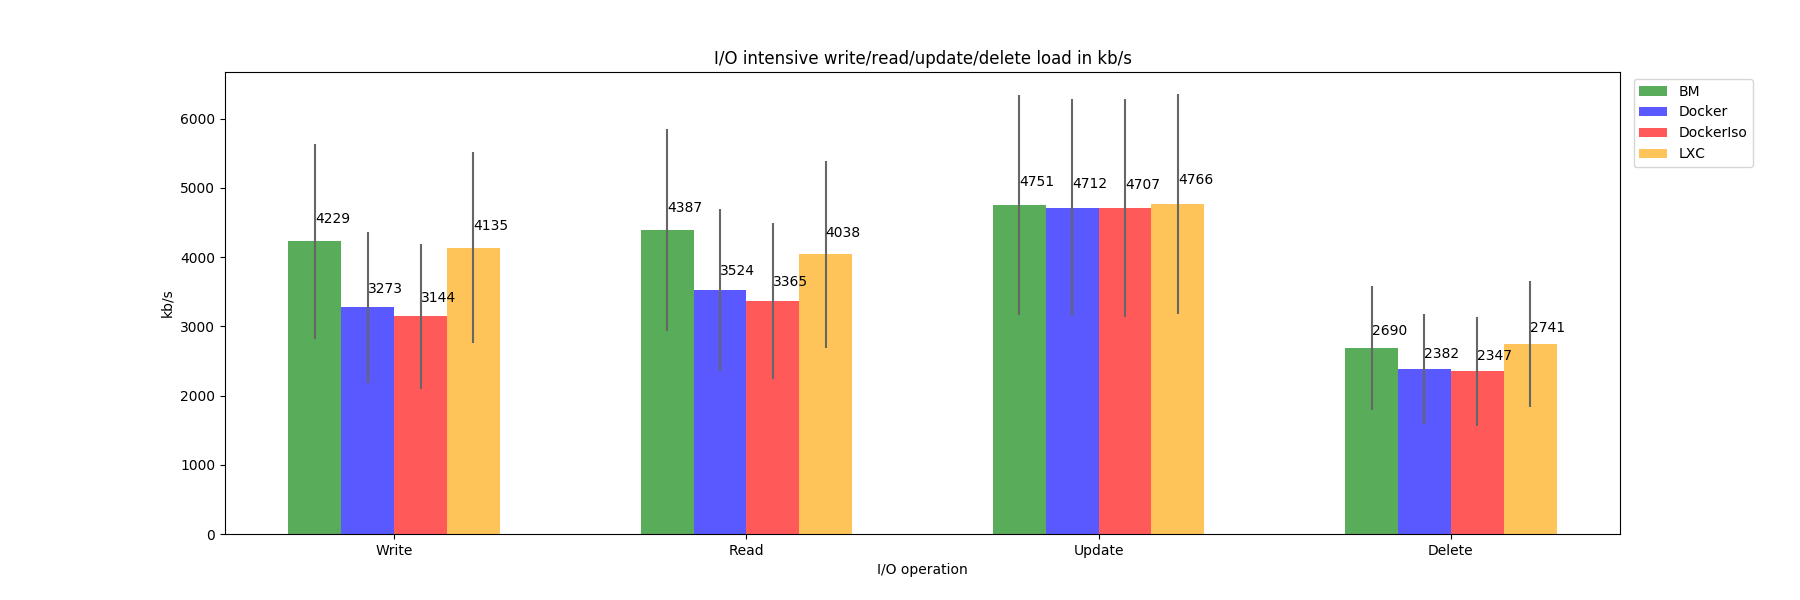 I/O intensive write/read/update/delete load in kb/s
BM
Docker
DockerIso
LXC
kb/s
6000
5000
4000
3000
2000
1000
0
4229
3273
3144
4135
4387
3524
3365
4038
4751
4712
4707
4766
2690
2382
2347
2741
Write
Read
Update
Delete
I/O operation